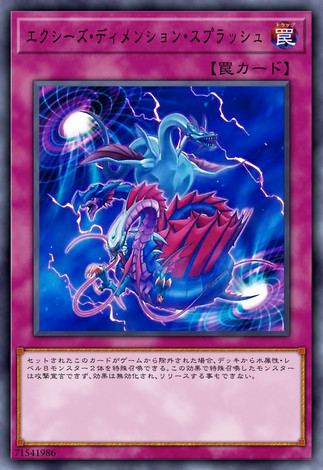 エクシーズ・ディメンション・スプラッシュ
トラップ
罠
【罠カード】
セットされたこのカードがゲームから除外された場合、デッキから水属性・レ
ベル８モンスター２体を特殊召喚できる。この効果で特殊召喚したモンスター
は攻撃宣言できず、効果は無効化され、リリースする事もできない。
71541986